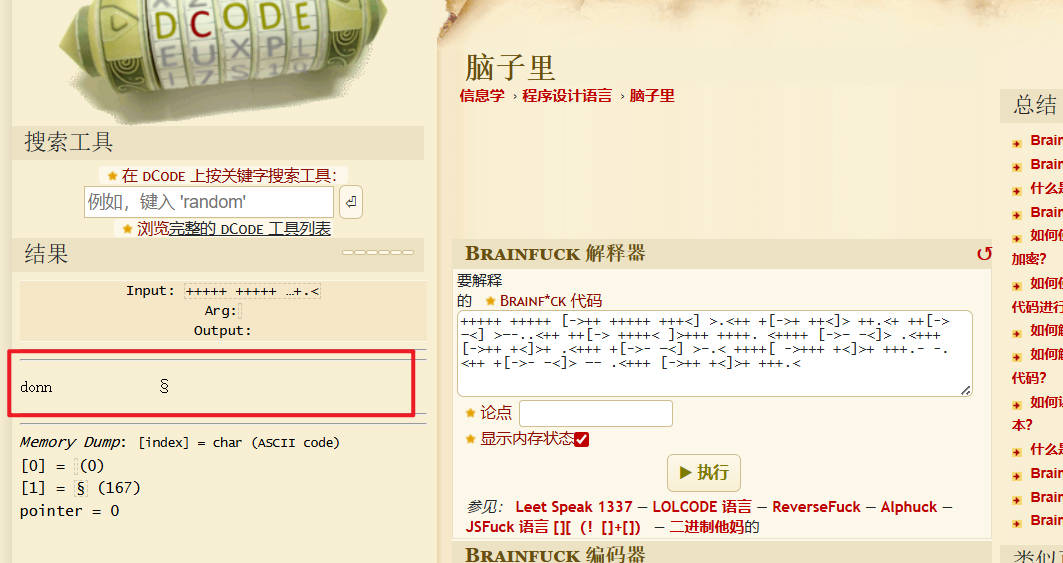 DCODE
搜索工具
在 DCODE 上按关键字搜索工具：
例如，键入 'random'
浏览完整的 DCODE 工具列表
结果
Input: +++++ +++++ …+.<
Arg:
Output:
donn §
Memory Dump: [index] = char (ASCII code)
[0] = (0)
[1] = § (167)
pointer = 0
脑子里
信息学 › 程序设计语言 › 脑子里
BRAINFUCK 解释器
要解释
的 BRAINF*CK 代码
+++++ +++++ [->++ +++++ +++<] >.<++ +[->+ ++<]> ++.<+ ++[->
-<] >--..<++ ++[-> ++++< ]>+++ ++++. <++++ [->-- -<]> .<+++
[->++ +<]>+ .<+++ +[->- --<] >-.< ++++[ ->+++ +<]>+ +++.- -.
<++ +[->- -<]> -- .<+++ [->++ +<]>+ +++.<
论点
显示内存状态
执行
参见： Leet Speak 1337 – LOLCODE 语言 – ReverseFuck – Alphuck –
JSFuck 语言 [][（! []+[]） – 二进制他妈的
BRAINFUCK 编码器
总结
Brain
Brain
什么是
Brain
如何使
加密？
如何使
代码进行
如何解
如何解
代码？
如何识
本？
什么是
Brain
Brain
Brain